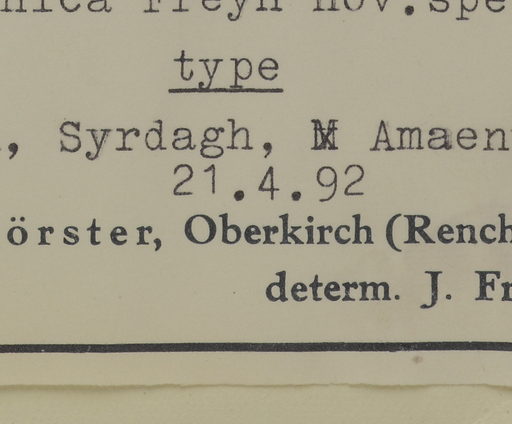 nica Freyn nov.spe
type
, Syrdagh, M Amaen
21.4.92
örster, Oberkirch (Rench
determ. J. Fr